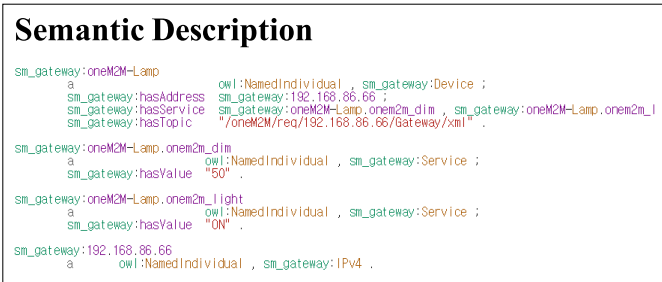 Semantic Description
sm_gateway:oneM2M-Lamp
a owl:NamedIndividual , sm_gateway:Device ;
sm_gateway:hasAddress sm_gateway:192.168.86.66 ;
sm_gateway:hasService sm_gateway:oneM2M-Lamp.onem2m_dim , sm_gateway:oneM2M-Lamp.onem2m_l
sm_gateway:hasTopic "/oneM2M/req/192.168.86.66/Gateway/xml" .
sm_gateway:oneM2M-Lamp.onem2m_dim
a owl:NamedIndividual , sm_gateway:Service ;
sm_gateway:hasValue "50" .
sm_gateway:oneM2M-Lamp.onem2m_light
a owl:NamedIndividual , sm_gateway:Service ;
sm_gateway:hasValue "ON" .
sm_gateway:192.168.86.66
a owl:NamedIndividual , sm_gateway:IPv4 .